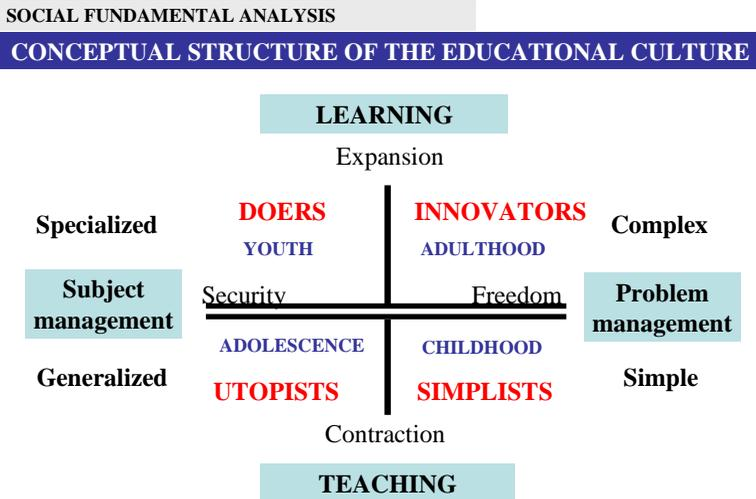 SOCIAL FUNDAMENTAL ANALYSIS
CONCEPTUAL STRUCTURE OF THE EDUCATIONAL CULTURE
LEARNING
Expansion
Specialized
DOERS
INNOVATORS
Complex
YOUTH
ADULTHOOD
Subject
management
Security
Freedom
Problem
management
ADOLESCENCE
CHILDHOOD
Generalized
UTOPISTS
SIMPLISTS
Simple
Contraction
TEACHING